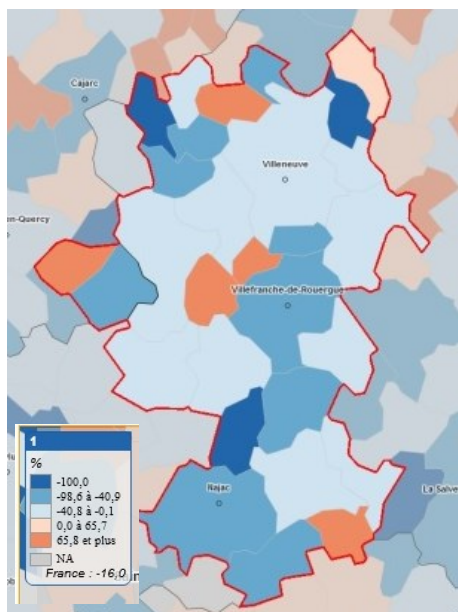 Cajarc
Villeneuve
en-Quercy
Villefranche-de-Rouergue
1
%
-100,0
-98,6 à -40,9
-40,8 à -0,1
0,0 à 65,7
65,8 et plus
NA
France : -16,0
Najac
La Salve